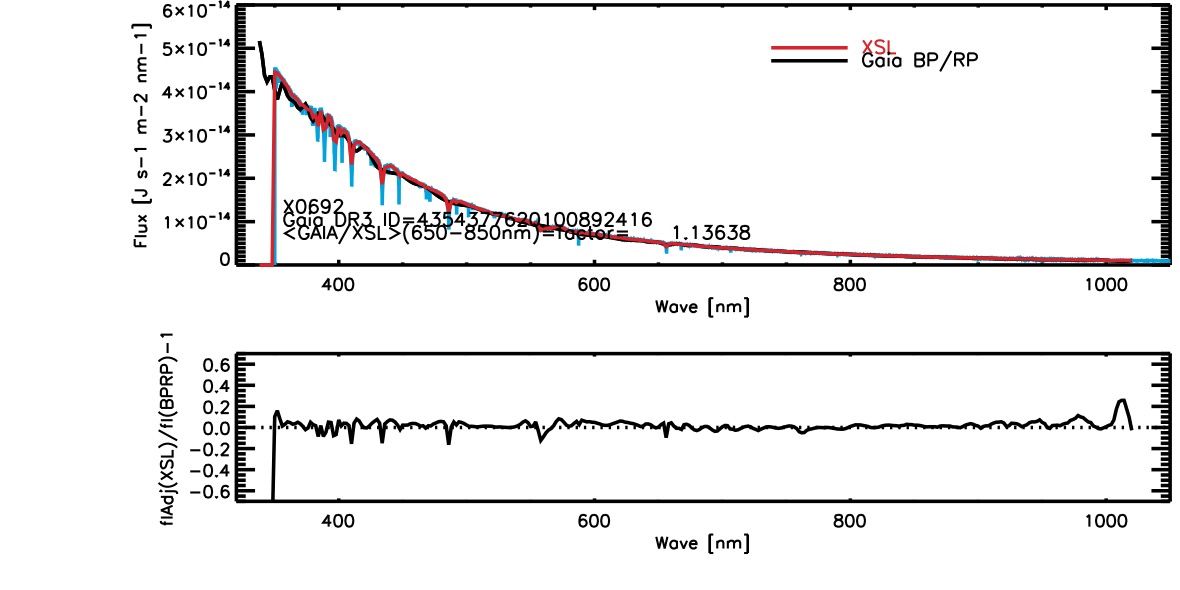 6×10⁻¹⁴
5×10⁻¹⁴
4×10⁻¹⁴
3×10⁻¹⁴
2×10⁻¹⁴
1×10⁻¹⁴
0
Flux [J s−1 m−2 nm−1]
XSL
Gaia BP/RP
X0692
Gaia DR3 ID=4354377620100892416
<GAIA/XSL>(650−850nm)=factor= 1.13638
400 600 800 1000
Wave [nm]
0.6
0.4
0.2
0.0
−0.2
−0.4
−0.6
flAdj(XSL)/fl(BPRP)−1
400 600 800 1000
Wave [nm]